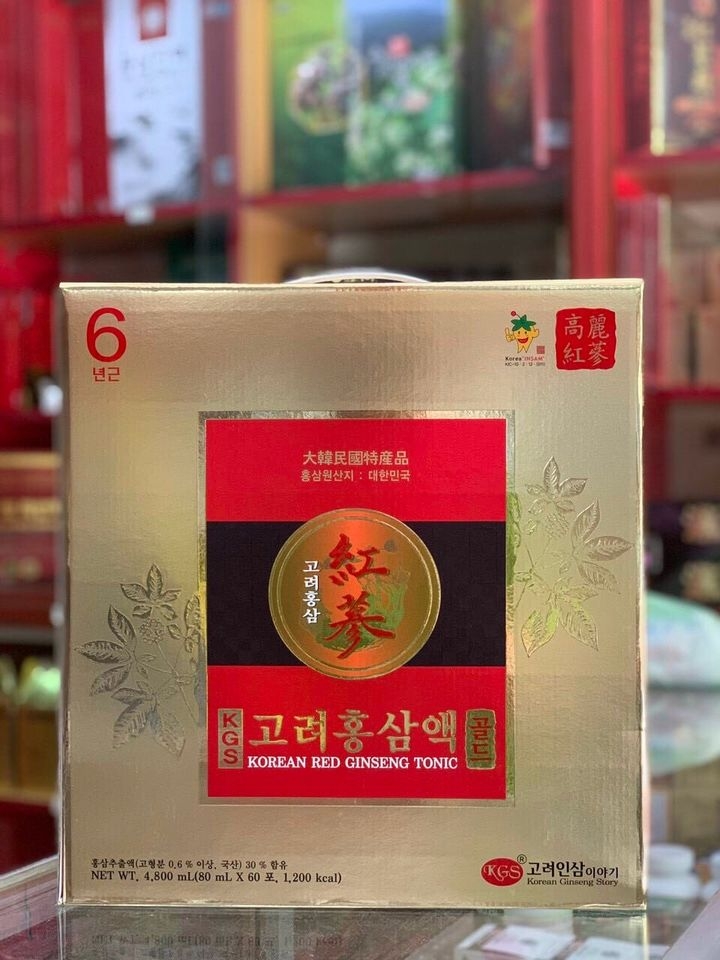 6
년근
Korea "INSAM"
高麗
紅蔘
大韓民國特産品
홍삼원산지 : 대한민국
紅蔘
고려홍삼
KGS
고려홍삼액
골드
KOREAN RED GINSENG TONIC
홍삼추출액(고형분 0.6 % 이상, 국산) 30 % 함유
NET WT. 4,800 mL(80 mL X 60 포, 1,200 kcal)
KGS® 고려인삼이야기
Korean Ginseng Story